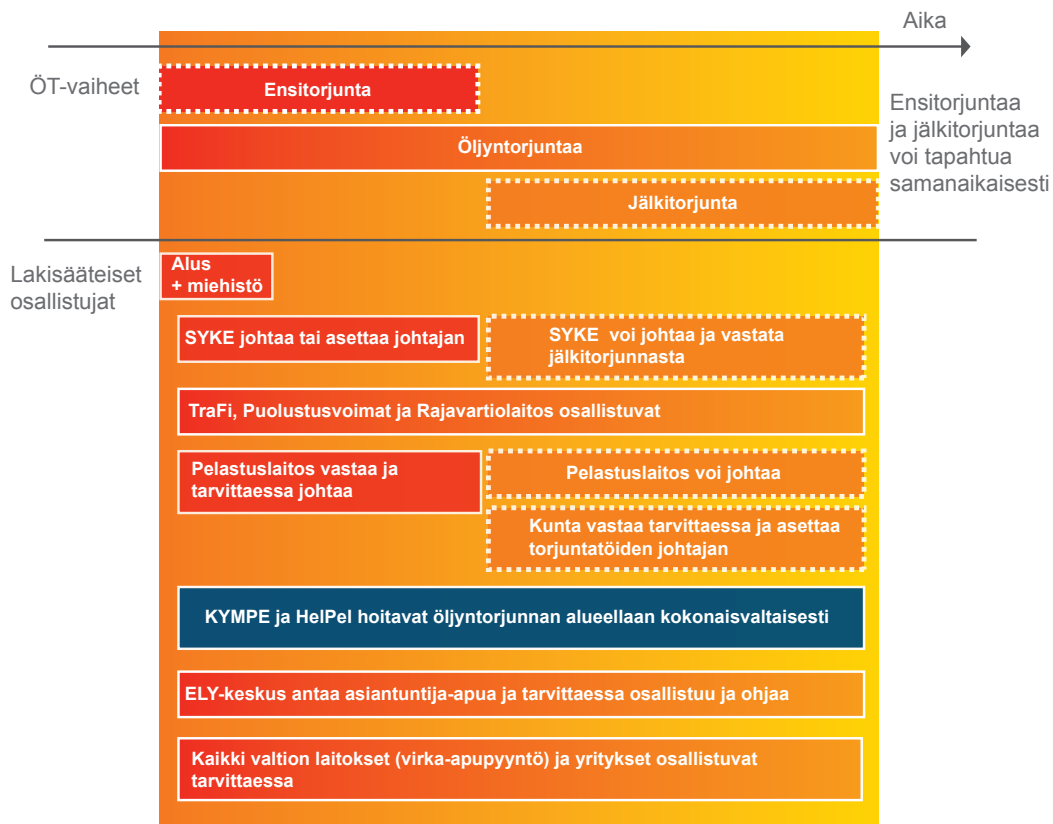 Aika
ÖT-vaiheet
Ensitorjunta
Ensitorjuntaa
ja jälkitorjuntaa
voi tapahtua
samanaikaisesti
Öljyntorjuntaa
Jälkitorjunta
Lakisääteiset
osallistujat
Alus
+ miehistö
SYKE johtaa tai asettaa johtajan
SYKE voi johtaa ja vastata
jälkitorjunnasta
TraFi, Puolustusvoimat ja Rajavartiolaitos osallistuvat
Pelastuslaitos vastaa ja
tarvittaessa johtaa
Pelastuslaitos voi johtaa
Kunta vastaa tarvittaessa ja asettaa
torjuntatöiden johtajan
KYMPE ja HelPel hoitavat öljyntorjunnan alueellaan kokonaisvaltaisesti
ELY-keskus antaa asiantuntija-apua ja tarvittaessa osallistuu ja ohjaa
Kaikki valtion laitokset (virka-apupyyntö) ja yritykset osallistuvat
tarvittaessa